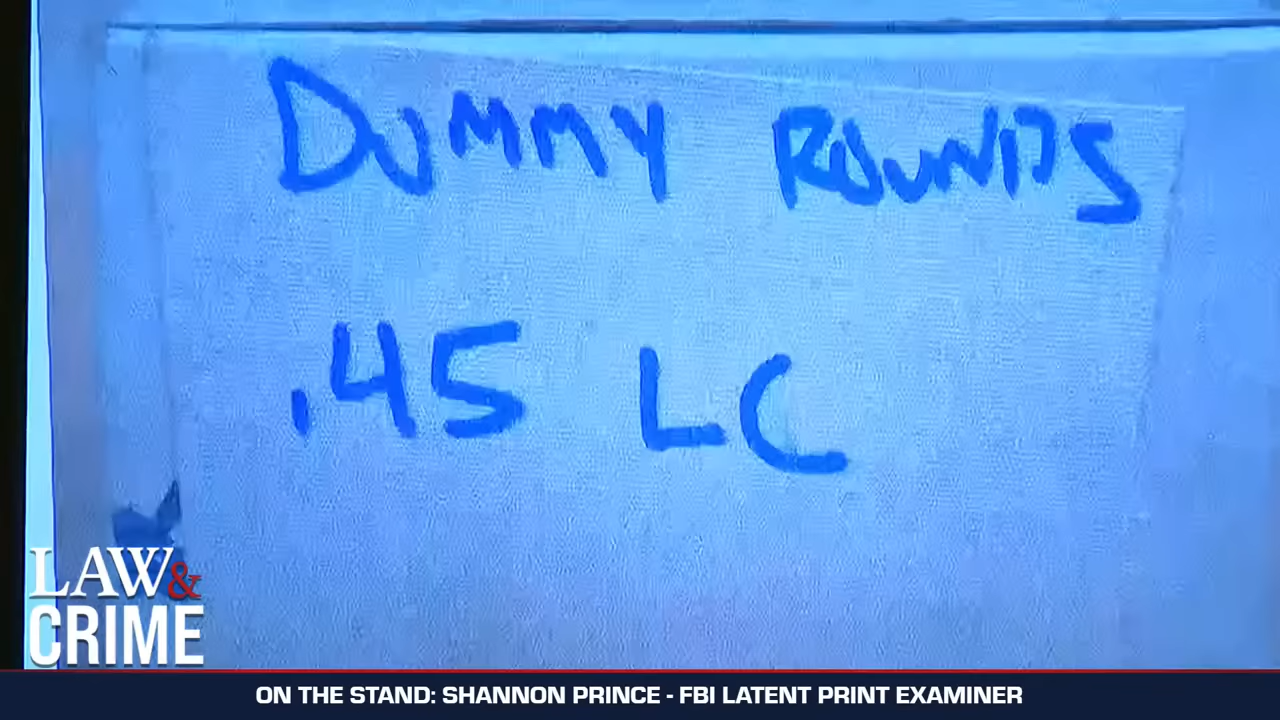 DUMMY ROUNDS
.45 LC
LAW&
CRIME
ON THE STAND: SHANNON PRINCE - FBI LATENT PRINT EXAMINER